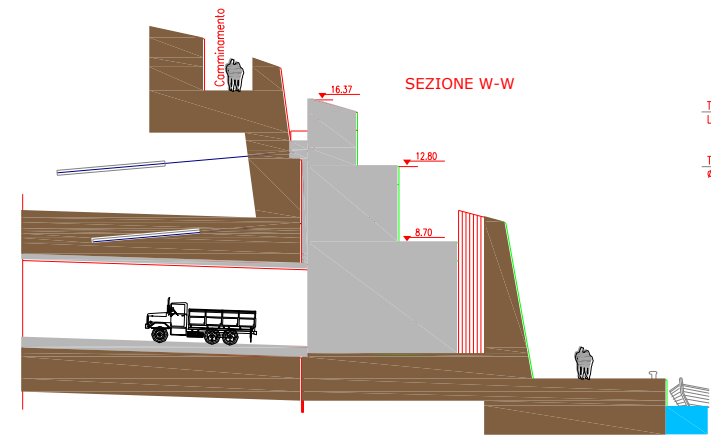 Camminamento
16.37
SEZIONE W-W
12.80
8.70
T
L
T
ø